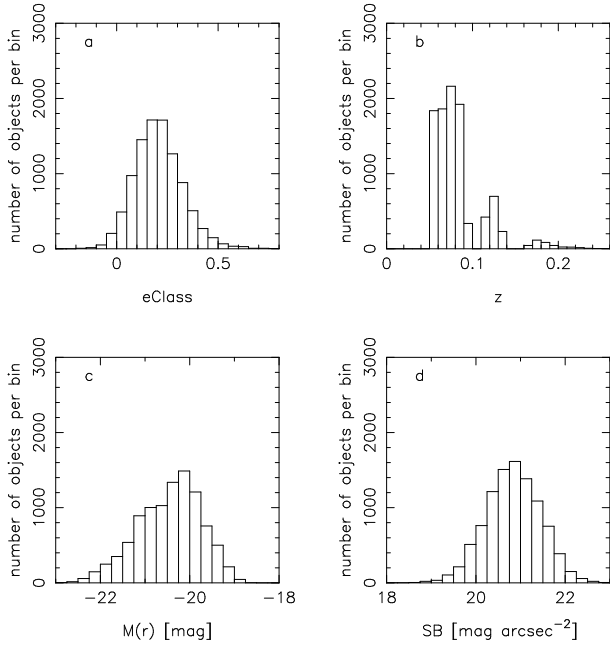 a
number of objects per bin
0 1000 2000 3000
0 0.5
eClass
b
number of objects per bin
0 1000 2000 3000
0 0.1 0.2
z
c
number of objects per bin
0 1000 2000 3000
−22 −20 −18
M(r) [mag]
d
number of objects per bin
0 1000 2000 3000
18 20 22
SB [mag arcsec⁻²]